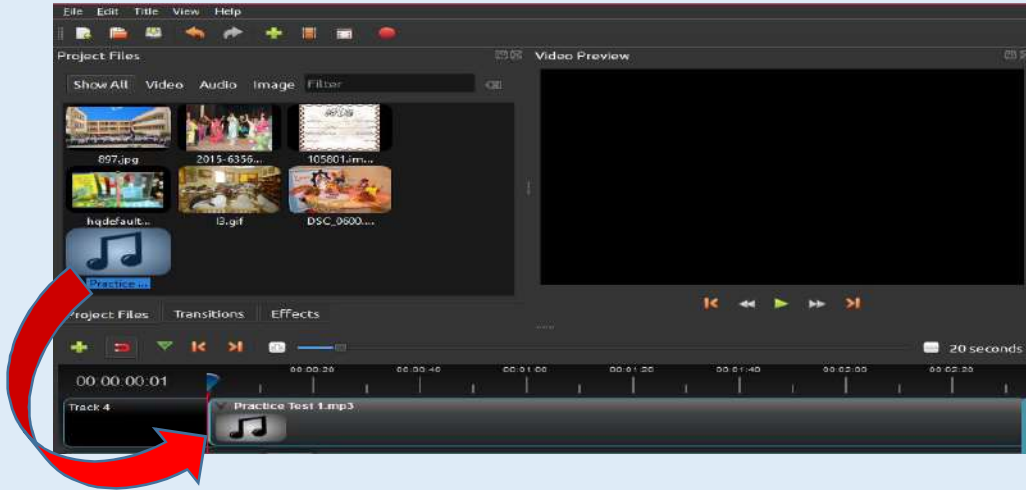 File Edit Title View Help
Project Files
Video Preview
Show All Video Audio Image Filter
897.jpg 2015-6356... 105801.im...
hqdefault... l3.gif DSC_0600....
Practice ...
Project Files Transitions Effects
20 seconds
00:00:00:01 00:00:20 00:00:40 00:01:00 00:01:20 00:01:40 00:02:00 00:02:20
Track 4 Practice Test 1.mp3